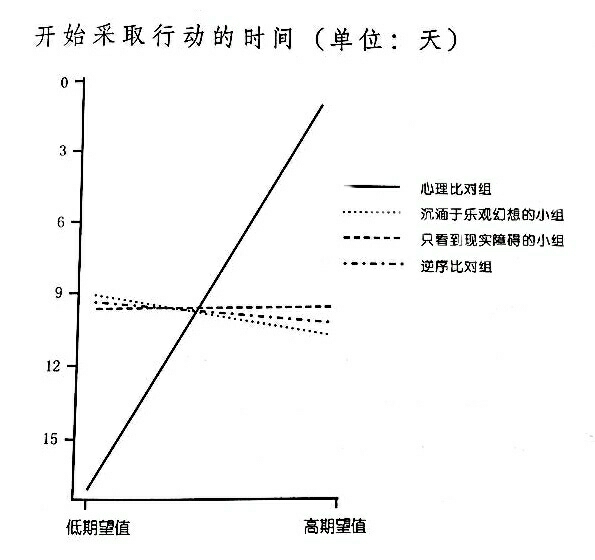 开始采取行动的时间（单位：天）
0
3
6
9
12
15
心理比对组
沉湎于乐观幻想的小组
只看到现实障碍的小组
逆序比对组
低期望值
高期望值